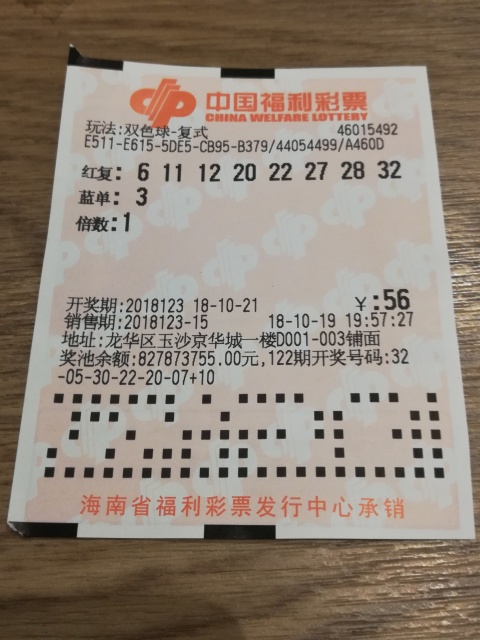 中国福利彩票
CHINA WELFARE LOTTERY
玩法:双色球-复式 46015492
E511-E615-5DE5-CB95-B379/44054499/A460D
红复: 6 11 12 20 22 27 28 32
蓝单: 3
倍数:1
开奖期:2018123 18-10-21 ￥:56
销售期:2018123-15 18-10-19 19:57:27
地址:龙华区玉沙京华城一楼D001-003铺面
奖池余额:827873755.00元,122期开奖号码:32
-05-30-22-20-07+10
海南省福利彩票发行中心承销